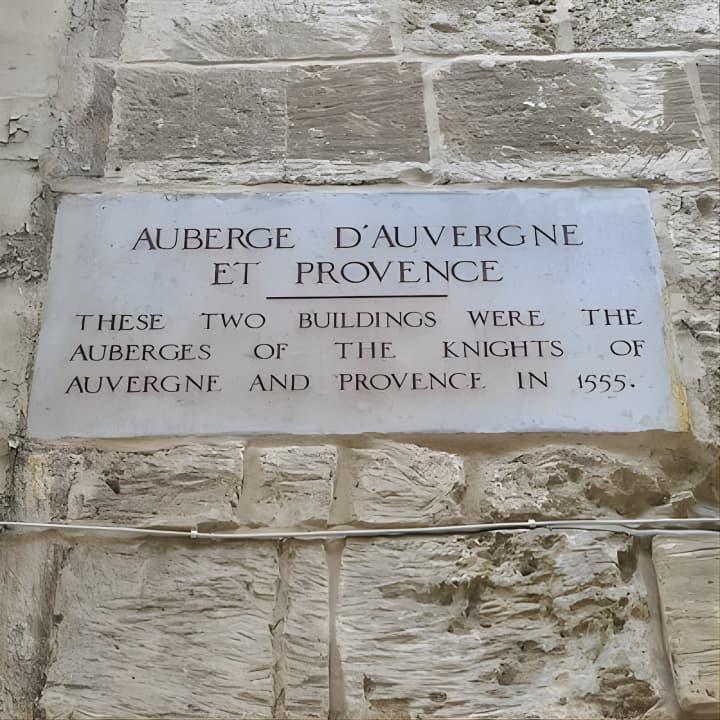 AUBERGE D'AUVERGNE
ET PROVENCE
THESE TWO BUILDINGS WERE THE
AUBERGES OF THE KNIGHTS OF
AUVERGNE AND PROVENCE IN 1555.